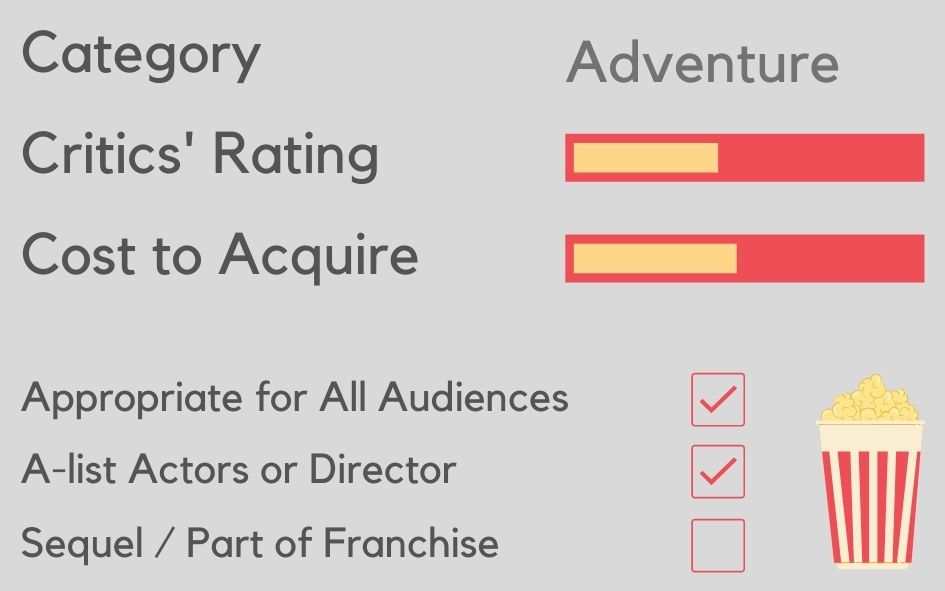 Category Adventure
Critics' Rating
Cost to Acquire
Appropriate for All Audiences
A-list Actors or Director
Sequel / Part of Franchise